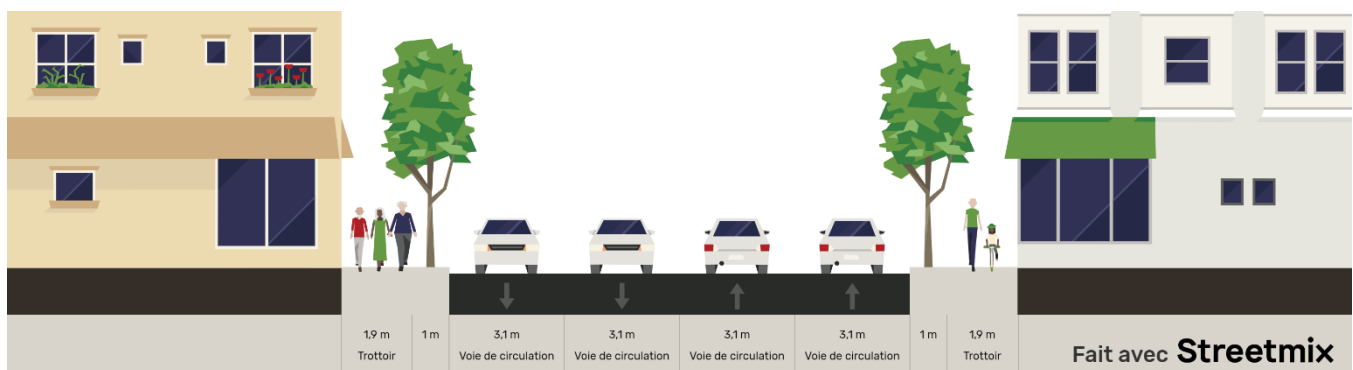 1,9 m
Trottoir
1 m
3,1 m
Voie de circulation
3,1 m
Voie de circulation
3,1 m
Voie de circulation
3,1 m
Voie de circulation
1 m
1,9 m
Trottoir
Fait avec Streetmix